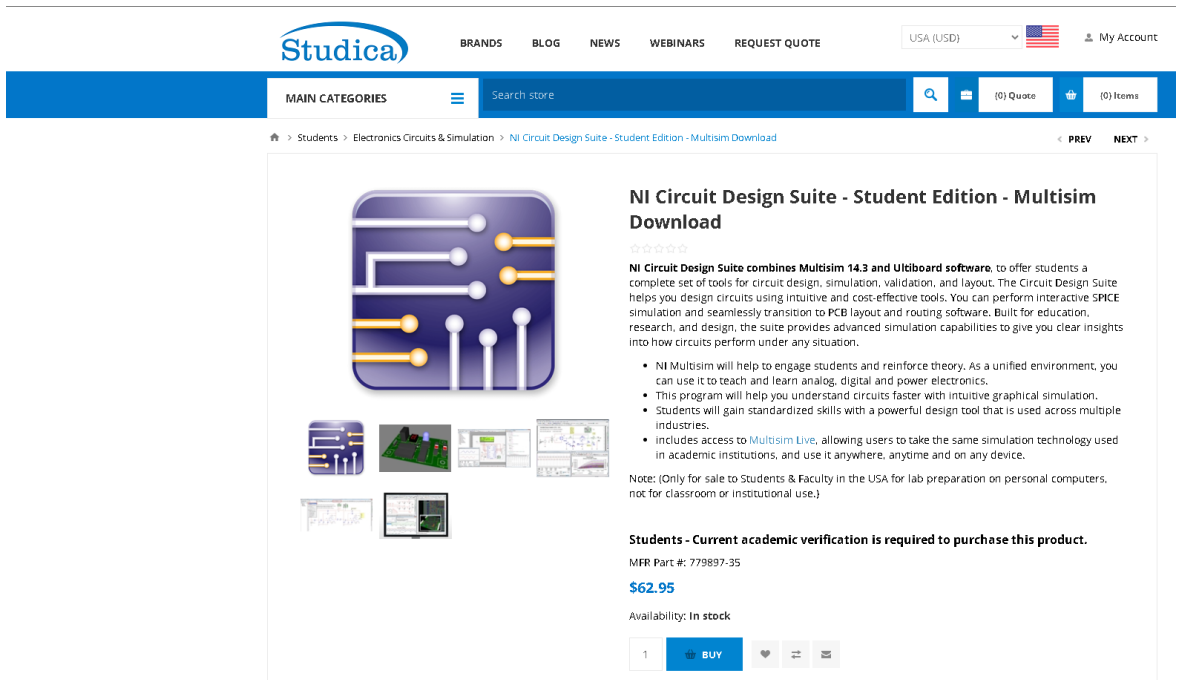 Studica
BRANDS BLOG NEWS WEBINARS REQUEST QUOTE
USA (USD)
My Account
MAIN CATEGORIES
Search store
(0) Quote
(0) Items
Students > Electronics Circuits & Simulation > NI Circuit Design Suite - Student Edition - Multisim Download
< PREV NEXT >
NI Circuit Design Suite - Student Edition - Multisim
Download
NI Circuit Design Suite combines Multisim 14.3 and Ultiboard software, to offer students a
complete set of tools for circuit design, simulation, validation, and layout. The Circuit Design Suite
helps you design circuits using intuitive and cost-effective tools. You can perform interactive SPICE
simulation and seamlessly transition to PCB layout and routing software. Built for education,
research, and design, the suite provides advanced simulation capabilities to give you clear insights
into how circuits perform under any situation.
• NI Multisim will help to engage students and reinforce theory. As a unified environment, you
can use it to teach and learn analog, digital and power electronics.
• This program will help you understand circuits faster with intuitive graphical simulation.
• Students will gain standardized skills with a powerful design tool that is used across multiple
industries.
• includes access to Multisim Live, allowing users to take the same simulation technology used
in academic institutions, and use it anywhere, anytime and on any device.
Note: (Only for sale to Students & Faculty in the USA for lab preparation on personal computers,
not for classroom or institutional use.)
Students - Current academic verification is required to purchase this product.
MFR Part #: 779897-35
$62.95
Availability: In stock
1
BUY